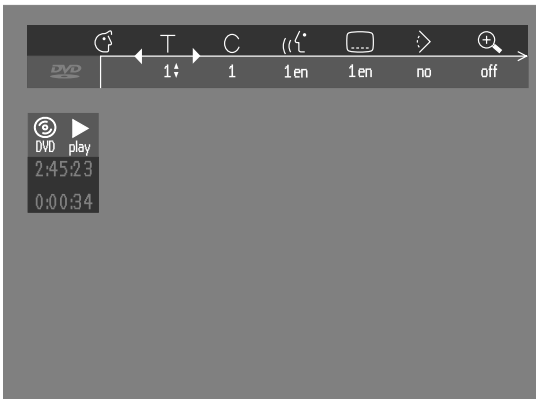 T C
DVD 1 1 1en 1en no off
DVD play
2:45:23
0:00:34